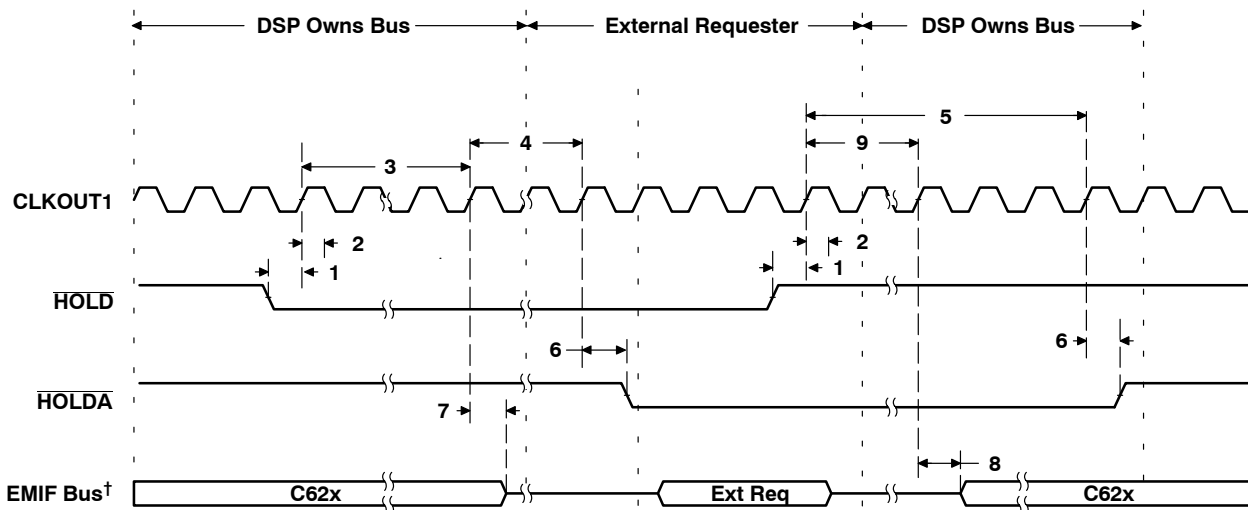 DSP Owns Bus External Requester DSP Owns Bus
5
4 9
3
CLKOUT1
2 2
1 1
HOLD
6 6
HOLDA
7
8
EMIF Bus† C62x Ext Req C62x